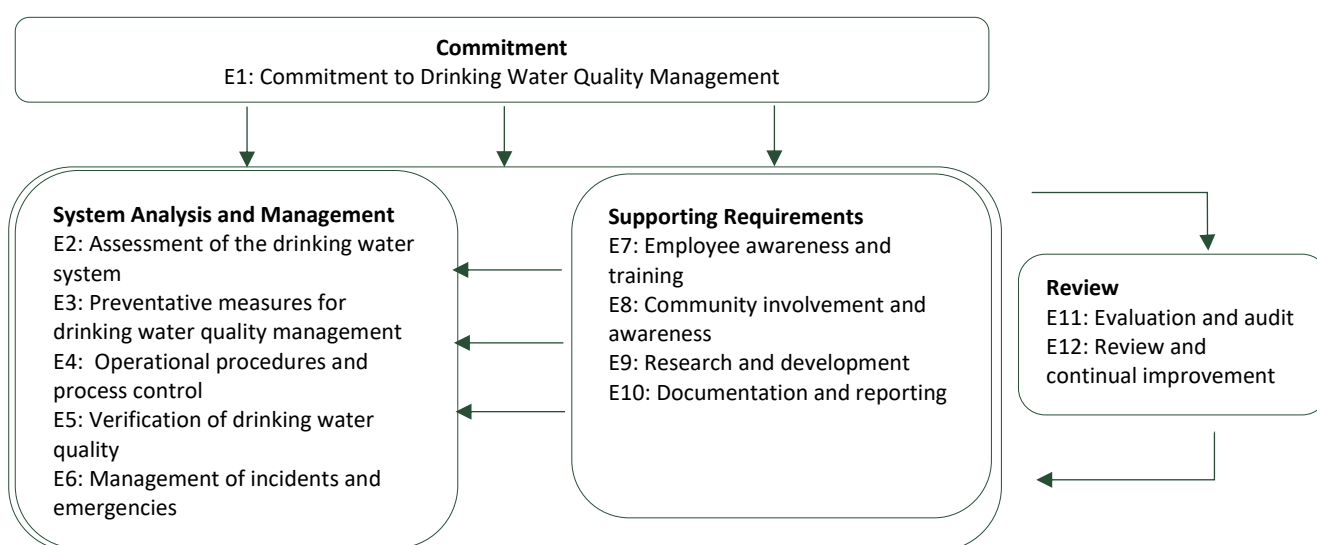 Commitment
E1: Commitment to Drinking Water Quality Management
System Analysis and Management
E2: Assessment of the drinking water
system
E3: Preventative measures for
drinking water quality management
E4:  Operational procedures and
process control
E5: Verification of drinking water
quality
E6: Management of incidents and
emergencies
Supporting Requirements
E7: Employee awareness and
training
E8: Community involvement and
awareness
E9: Research and development
E10: Documentation and reporting
Review
E11: Evaluation and audit
E12: Review and
continual improvement